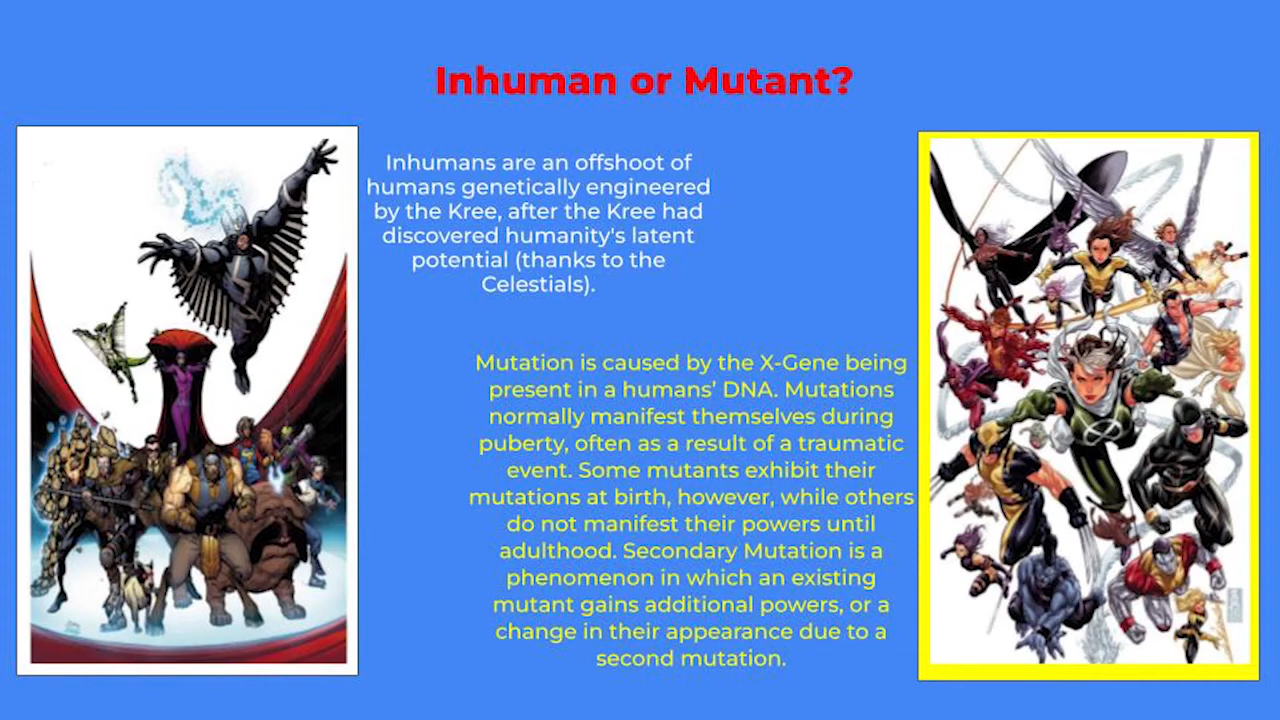 Inhuman or Mutant?
Inhumans are an offshoot of
humans genetically engineered
by the Kree, after the Kree had
discovered humanity's latent
potential (thanks to the
Celestials).
Mutation is caused by the X-Gene being
present in a humans’ DNA. Mutations
normally manifest themselves during
puberty, often as a result of a traumatic
event. Some mutants exhibit their
mutations at birth, however, while others
do not manifest their powers until
adulthood. Secondary Mutation is a
phenomenon in which an existing
mutant gains additional powers, or a
change in their appearance due to a
second mutation.